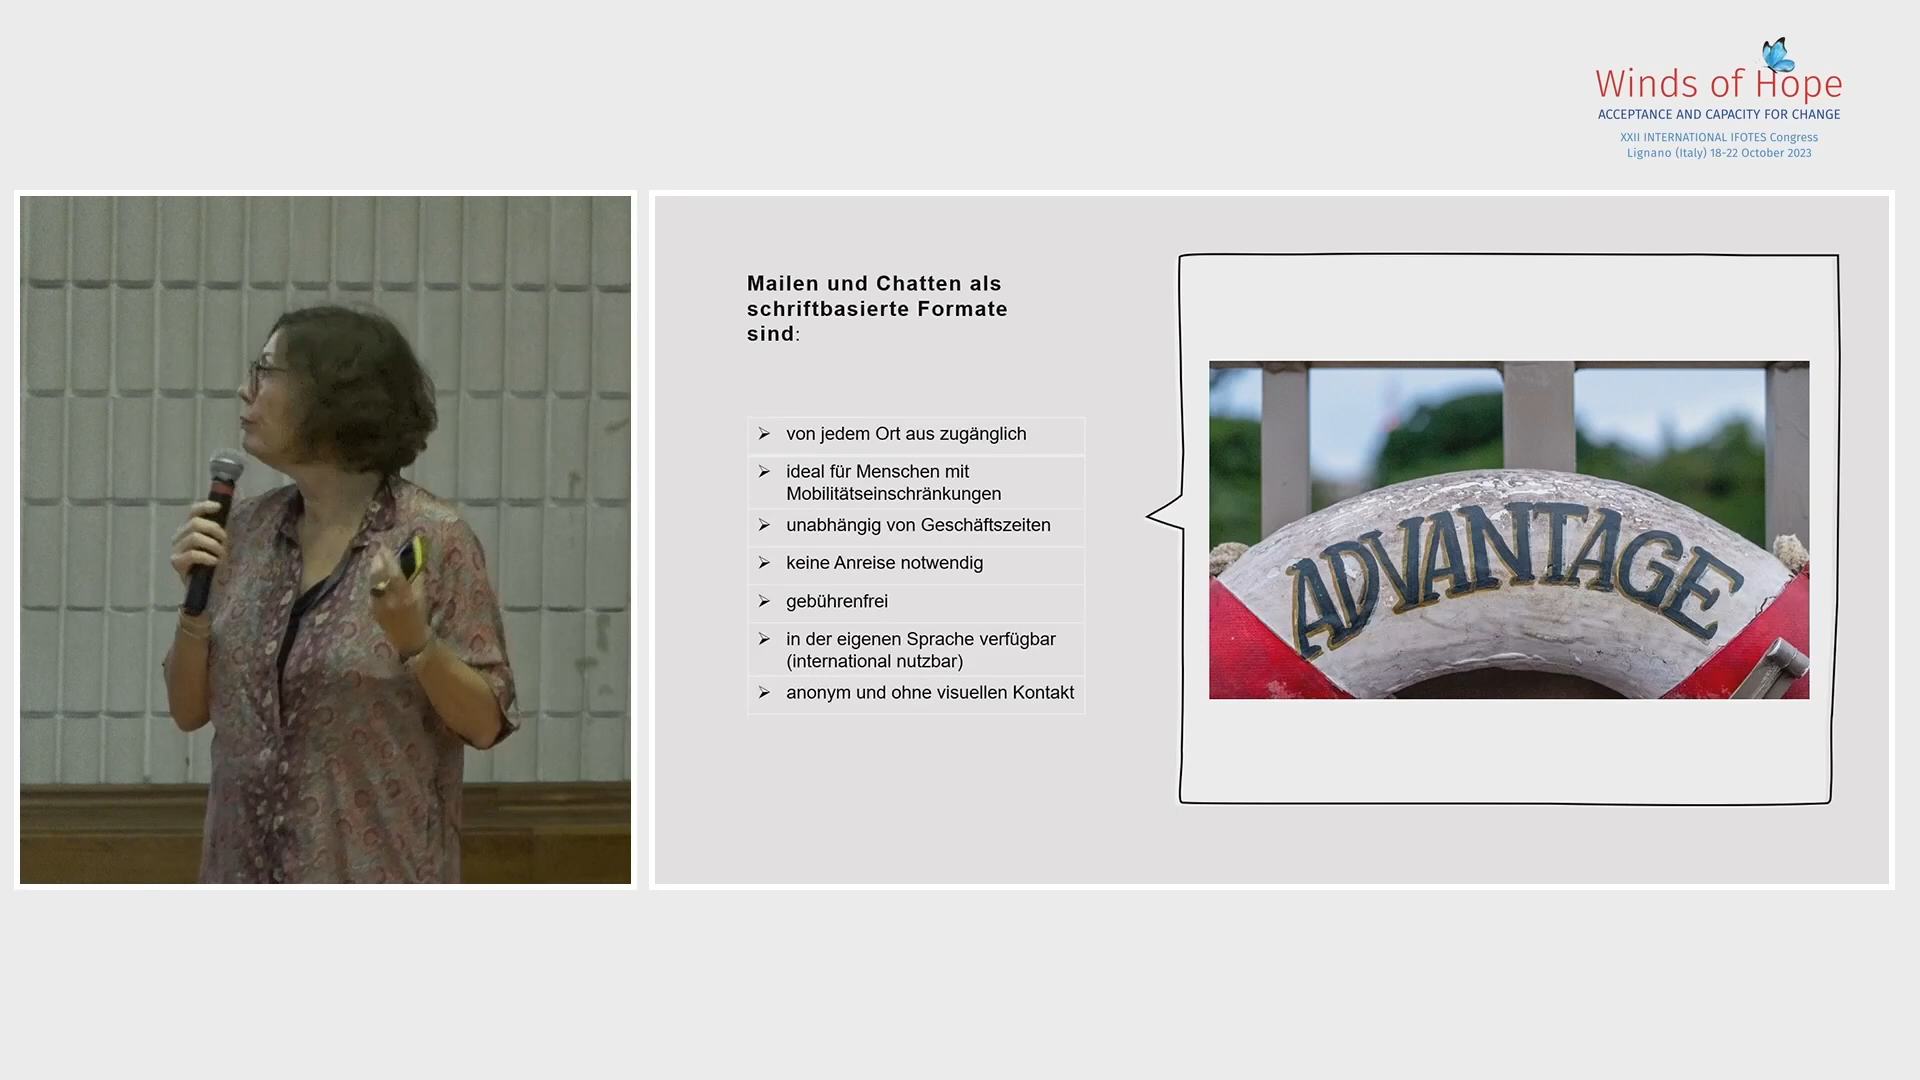 Winds of Hope
ACCEPTANCE AND CAPACITY FOR CHANGE
XXII INTERNATIONAL IFOTES Congress
Lignano (Italy) 18-22 October 2023
Mailen und Chatten als
schriftbasierte Formate
sind:
von jedem Ort aus zugänglich
ideal für Menschen mit
Mobilitätseinschränkungen
unabhängig von Geschäftszeiten
keine Anreise notwendig
gebührenfrei
in der eigenen Sprache verfügbar
(international nutzbar)
anonym und ohne visuellen Kontakt
ADVANTAGE